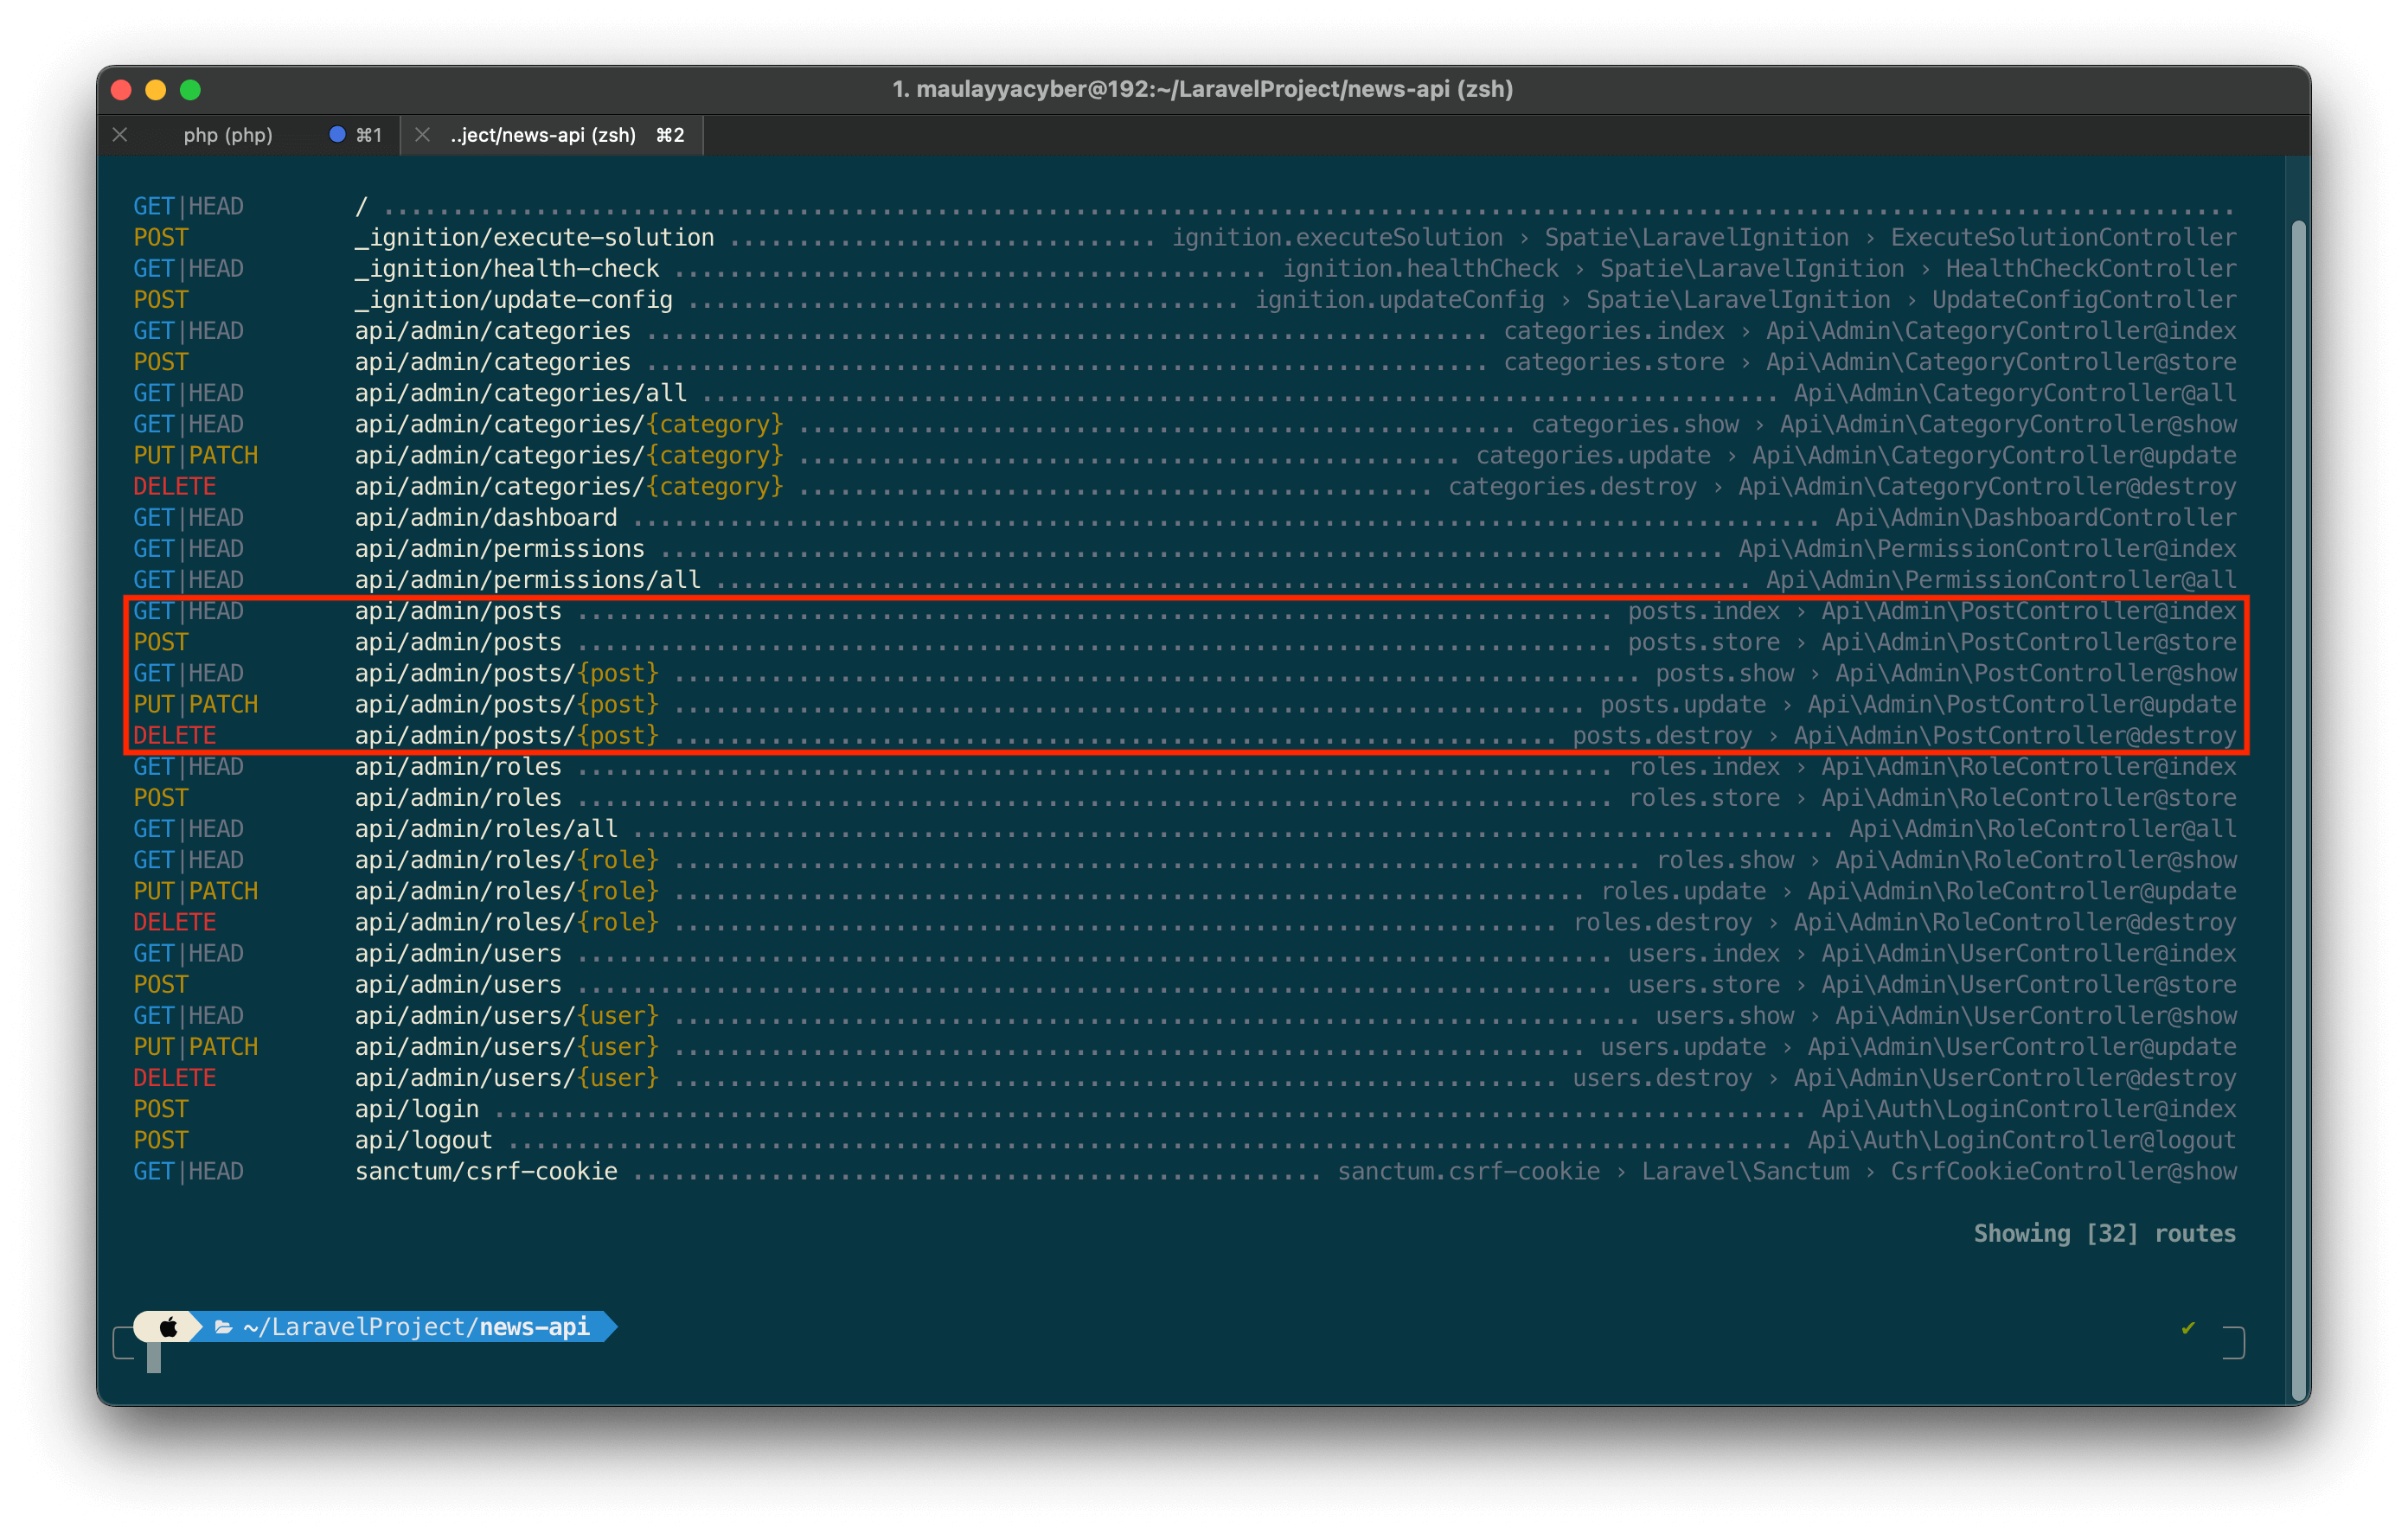 1. maulayyacyber@192:~/LaravelProject/news-api (zsh)
php (php) ⌘1 ..ject/news-api (zsh) ⌘2
GET|HEAD / ........................................................................................................................................
POST _ignition/execute-solution ............................... ignition.executeSolution › Spatie\LaravelIgnition › ExecuteSolutionController
GET|HEAD _ignition/health-check ........................................... ignition.healthCheck › Spatie\LaravelIgnition › HealthCheckController
POST _ignition/update-config ........................................ ignition.updateConfig › Spatie\LaravelIgnition › UpdateConfigController
GET|HEAD api/admin/categories ............................................................. categories.index › Api\Admin\CategoryController@index
POST api/admin/categories ............................................................. categories.store › Api\Admin\CategoryController@store
GET|HEAD api/admin/categories/all .............................................................................. Api\Admin\CategoryController@all
GET|HEAD api/admin/categories/{category} .................................................... categories.show › Api\Admin\CategoryController@show
PUT|PATCH api/admin/categories/{category} ................................................ categories.update › Api\Admin\CategoryController@update
DELETE api/admin/categories/{category} .............................................. categories.destroy › Api\Admin\CategoryController@destroy
GET|HEAD api/admin/dashboard ...................................................................................... Api\Admin\DashboardController
GET|HEAD api/admin/permissions ............................................................................. Api\Admin\PermissionController@index
GET|HEAD api/admin/permissions/all ........................................................................... Api\Admin\PermissionController@all
GET|HEAD api/admin/posts ........................................................................... posts.index › Api\Admin\PostController@index
POST api/admin/posts ........................................................................... posts.store › Api\Admin\PostController@store
GET|HEAD api/admin/posts/{post} ...................................................................... posts.show › Api\Admin\PostController@show
PUT|PATCH api/admin/posts/{post} .................................................................. posts.update › Api\Admin\PostController@update
DELETE api/admin/posts/{post} ................................................................ posts.destroy › Api\Admin\PostController@destroy
GET|HEAD api/admin/roles ........................................................................... roles.index › Api\Admin\RoleController@index
POST api/admin/roles ........................................................................... roles.store › Api\Admin\RoleController@store
GET|HEAD api/admin/roles/all ....................................................................................... Api\Admin\RoleController@all
GET|HEAD api/admin/roles/{role} ...................................................................... roles.show › Api\Admin\RoleController@show
PUT|PATCH api/admin/roles/{role} .................................................................. roles.update › Api\Admin\RoleController@update
DELETE api/admin/roles/{role} ................................................................ roles.destroy › Api\Admin\RoleController@destroy
GET|HEAD api/admin/users ........................................................................... users.index › Api\Admin\UserController@index
POST api/admin/users ........................................................................... users.store › Api\Admin\UserController@store
GET|HEAD api/admin/users/{user} ...................................................................... users.show › Api\Admin\UserController@show
PUT|PATCH api/admin/users/{user} .................................................................. users.update › Api\Admin\UserController@update
DELETE api/admin/users/{user} ................................................................ users.destroy › Api\Admin\UserController@destroy
POST api/login ............................................................................................... Api\Auth\LoginController@index
POST api/logout ............................................................................................. Api\Auth\LoginController@logout
GET|HEAD sanctum/csrf-cookie .................................................. sanctum.csrf-cookie › Laravel\Sanctum › CsrfCookieController@show
Showing [32] routes
~/LaravelProject/news-api ✔